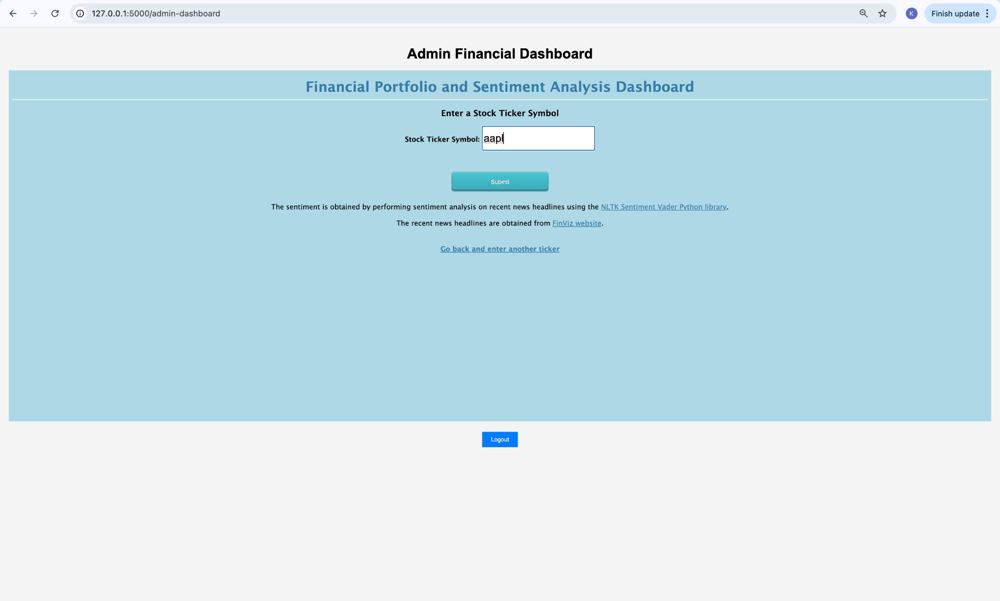 127.0.0.1:5000/admin-dashboard
K
Finish update
Admin Financial Dashboard
Financial Portfolio and Sentiment Analysis Dashboard
Enter a Stock Ticker Symbol
Stock Ticker Symbol: aapl
Submit
The sentiment is obtained by performing sentiment analysis on recent news headlines using the NLTK Sentiment Vader Python library.
The recent news headlines are obtained from FinViz website.
Go back and enter another ticker
Logout